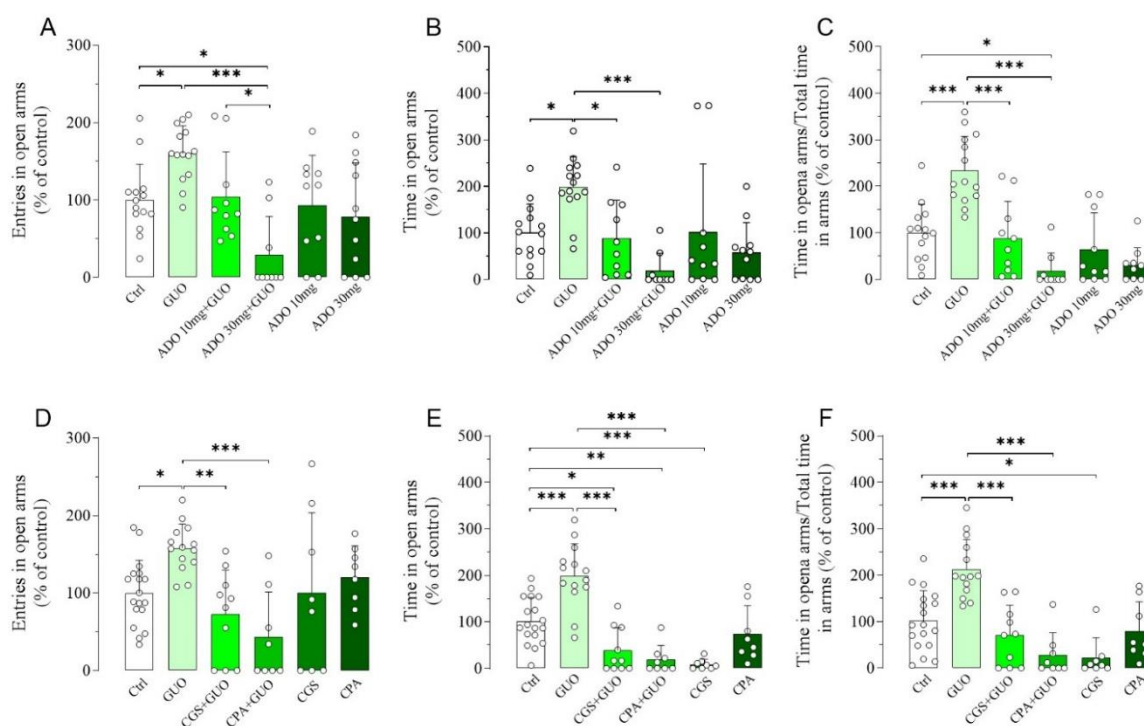 A
Entries in open arms
(% of control)
300
200
100
0
*
*
***
*
Ctrl
GUO
ADO 10mg+GUO
ADO 30mg+GUO
ADO 10mg
ADO 30mg
B
Time in open arms
(%) of control
500
400
300
200
100
0
***
*
*
Ctrl
GUO
ADO 10mg+GUO
ADO 30mg+GUO
ADO 10mg
ADO 30mg
C
Time in opena arms/Total time
in arms (% of control)
500
400
300
200
100
0
*
***
***
***
Ctrl
GUO
ADO 10mg+GUO
ADO 30mg+GUO
ADO 10mg
ADO 30mg
D
Entries in open arms
(% of control)
300
200
100
0
***
*
**
Ctrl
GUO
CGS+GUO
CPA+GUO
CGS
CPA
E
Time in open arms
(% of control)
500
400
300
200
100
0
***
***
**
*
***
***
Ctrl
GUO
CGS+GUO
CPA+GUO
CGS
CPA
F
Time in opena arms/Total time
in arms (% of control)
500
400
300
200
100
0
***
*
***
***
Ctrl
GUO
CGS+GUO
CPA+GUO
CGS
CPA